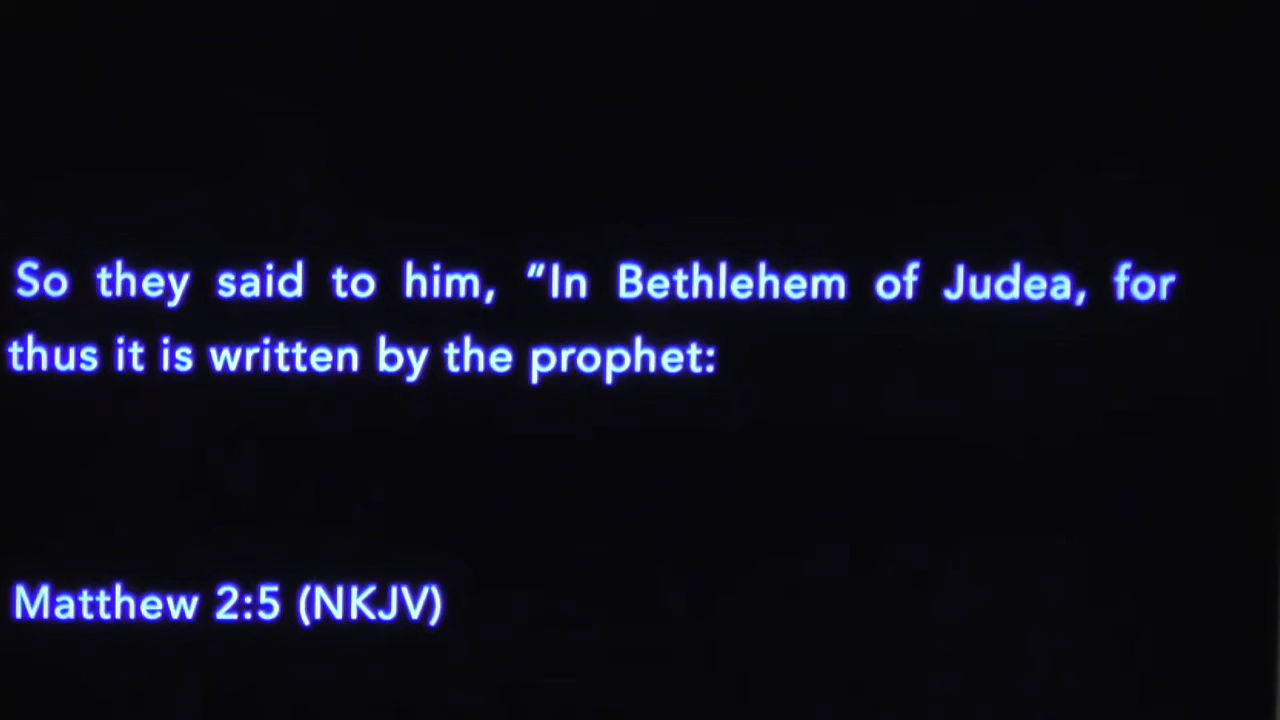 So they said to him, “In Bethlehem of Judea, for
thus it is written by the prophet:
Matthew 2:5 (NKJV)